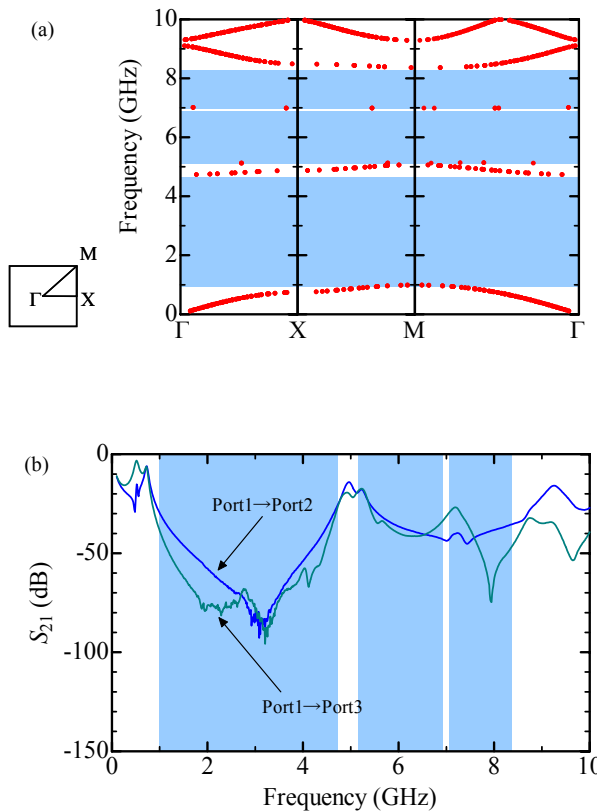 (a)
10
8
6
4
2
0
Frequency (GHz)
Γ X M Γ
M
Γ X
(b)
0
-50
-100
-150
S21 (dB)
Port1→Port2
Port1→Port3
0 2 4 6 8 10
Frequency (GHz)